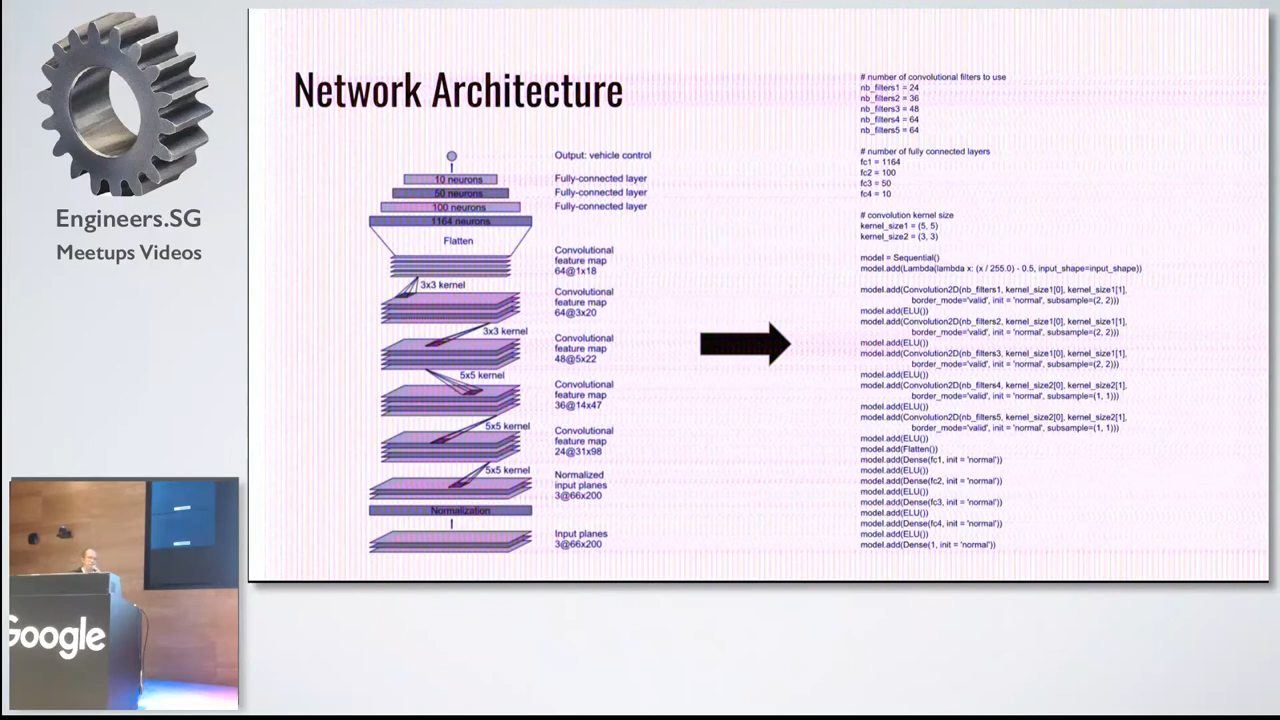 Engineers.SG
Meetups Videos
Google
Network Architecture
Output: vehicle control
10 neurons
Fully-connected layer
50 neurons
Fully-connected layer
100 neurons
Fully-connected layer
1164 neurons
Flatten
Convolutional
feature map
64@1x18
3x3 kernel
Convolutional
feature map
64@3x20
3x3 kernel
Convolutional
feature map
48@5x22
5x5 kernel
Convolutional
feature map
36@14x47
5x5 kernel
Convolutional
feature map
24@31x98
5x5 kernel
Normalized
input planes
3@66x200
Normalization
Input planes
3@66x200
# number of convolutional filters to use
nb_filters1 = 24
nb_filters2 = 36
nb_filters3 = 48
nb_filters4 = 64
nb_filters5 = 64
# number of fully connected layers
fc1 = 1164
fc2 = 100
fc3 = 50
fc4 = 10
# convolution kernel size
kernel_size1 = (5, 5)
kernel_size2 = (3, 3)
model = Sequential()
model.add(Lambda(lambda x: (x / 255.0) - 0.5, input_shape=input_shape))
model.add(Convolution2D(nb_filters1, kernel_size1[0], kernel_size1[1],
border_mode='valid', init = 'normal', subsample=(2, 2)))
model.add(ELU())
model.add(Convolution2D(nb_filters2, kernel_size1[0], kernel_size1[1],
border_mode='valid', init = 'normal', subsample=(2, 2)))
model.add(ELU())
model.add(Convolution2D(nb_filters3, kernel_size1[0], kernel_size1[1],
border_mode='valid', init = 'normal', subsample=(2, 2)))
model.add(ELU())
model.add(Convolution2D(nb_filters4, kernel_size2[0], kernel_size2[1],
border_mode='valid', init = 'normal', subsample=(1, 1)))
model.add(ELU())
model.add(Convolution2D(nb_filters5, kernel_size2[0], kernel_size2[1],
border_mode='valid', init = 'normal', subsample=(1, 1)))
model.add(ELU())
model.add(Flatten())
model.add(Dense(fc1, init = 'normal'))
model.add(ELU())
model.add(Dense(fc2, init = 'normal'))
model.add(ELU())
model.add(Dense(fc3, init = 'normal'))
model.add(ELU())
model.add(Dense(fc4, init = 'normal'))
model.add(ELU())
model.add(Dense(1, init = 'normal'))